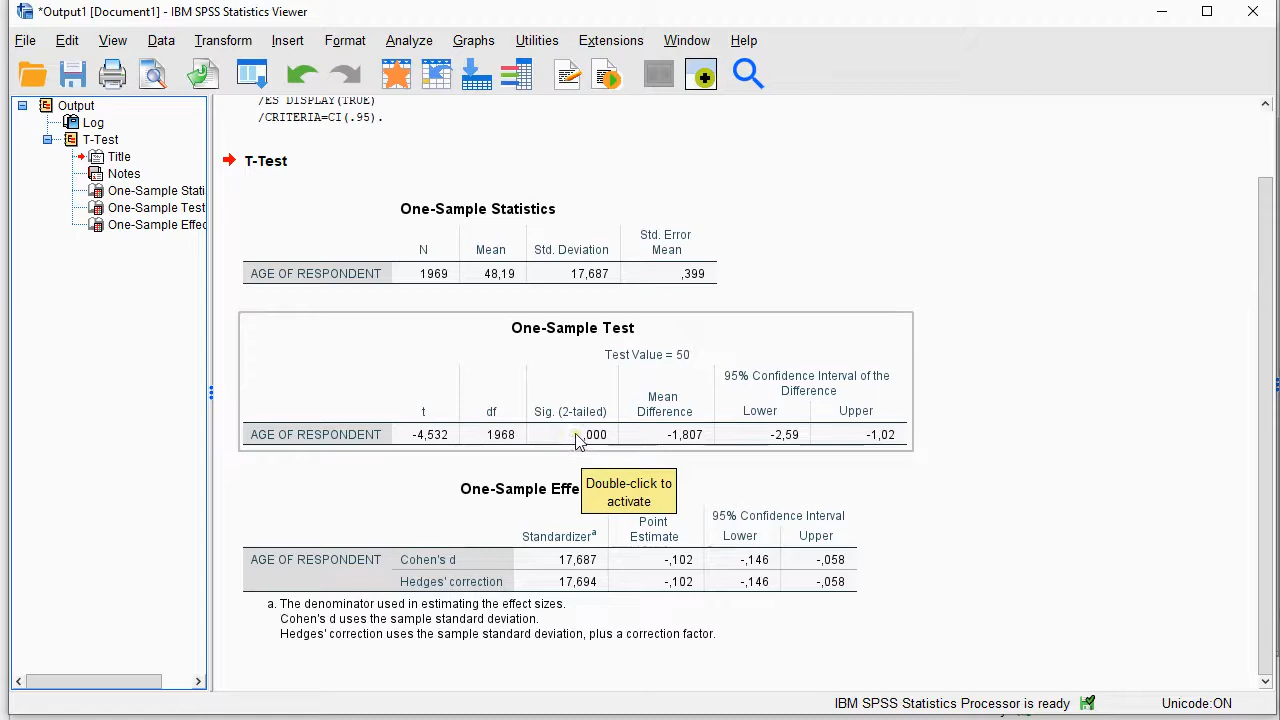 *Output1 [Document1] - IBM SPSS Statistics Viewer
File Edit View Data Transform Insert Format Analyze Graphs Utilities Extensions Window Help
Output
Log
T-Test
Title
Notes
One-Sample Stati
One-Sample Test
One-Sample Effec
/ES DISPLAY(TRUE)
/CRITERIA=CI(.95).
T-Test
One-Sample Statistics
N Mean Std. Deviation Std. Error Mean
AGE OF RESPONDENT 1969 48,19 17,687 ,399
One-Sample Test
Test Value = 50
95% Confidence Interval of the Difference
t df Sig. (2-tailed) Mean Difference Lower Upper
AGE OF RESPONDENT -4,532 1968 ,000 -1,807 -2,59 -1,02
Double-click to
activate
One-Sample Effe
95% Confidence Interval
Standardizerᵃ Point Estimate Lower Upper
AGE OF RESPONDENT Cohen's d 17,687 -,102 -,146 -,058
Hedges' correction 17,694 -,102 -,146 -,058
a. The denominator used in estimating the effect sizes.
Cohen's d uses the sample standard deviation.
Hedges' correction uses the sample standard deviation, plus a correction factor.
IBM SPSS Statistics Processor is ready Unicode:ON